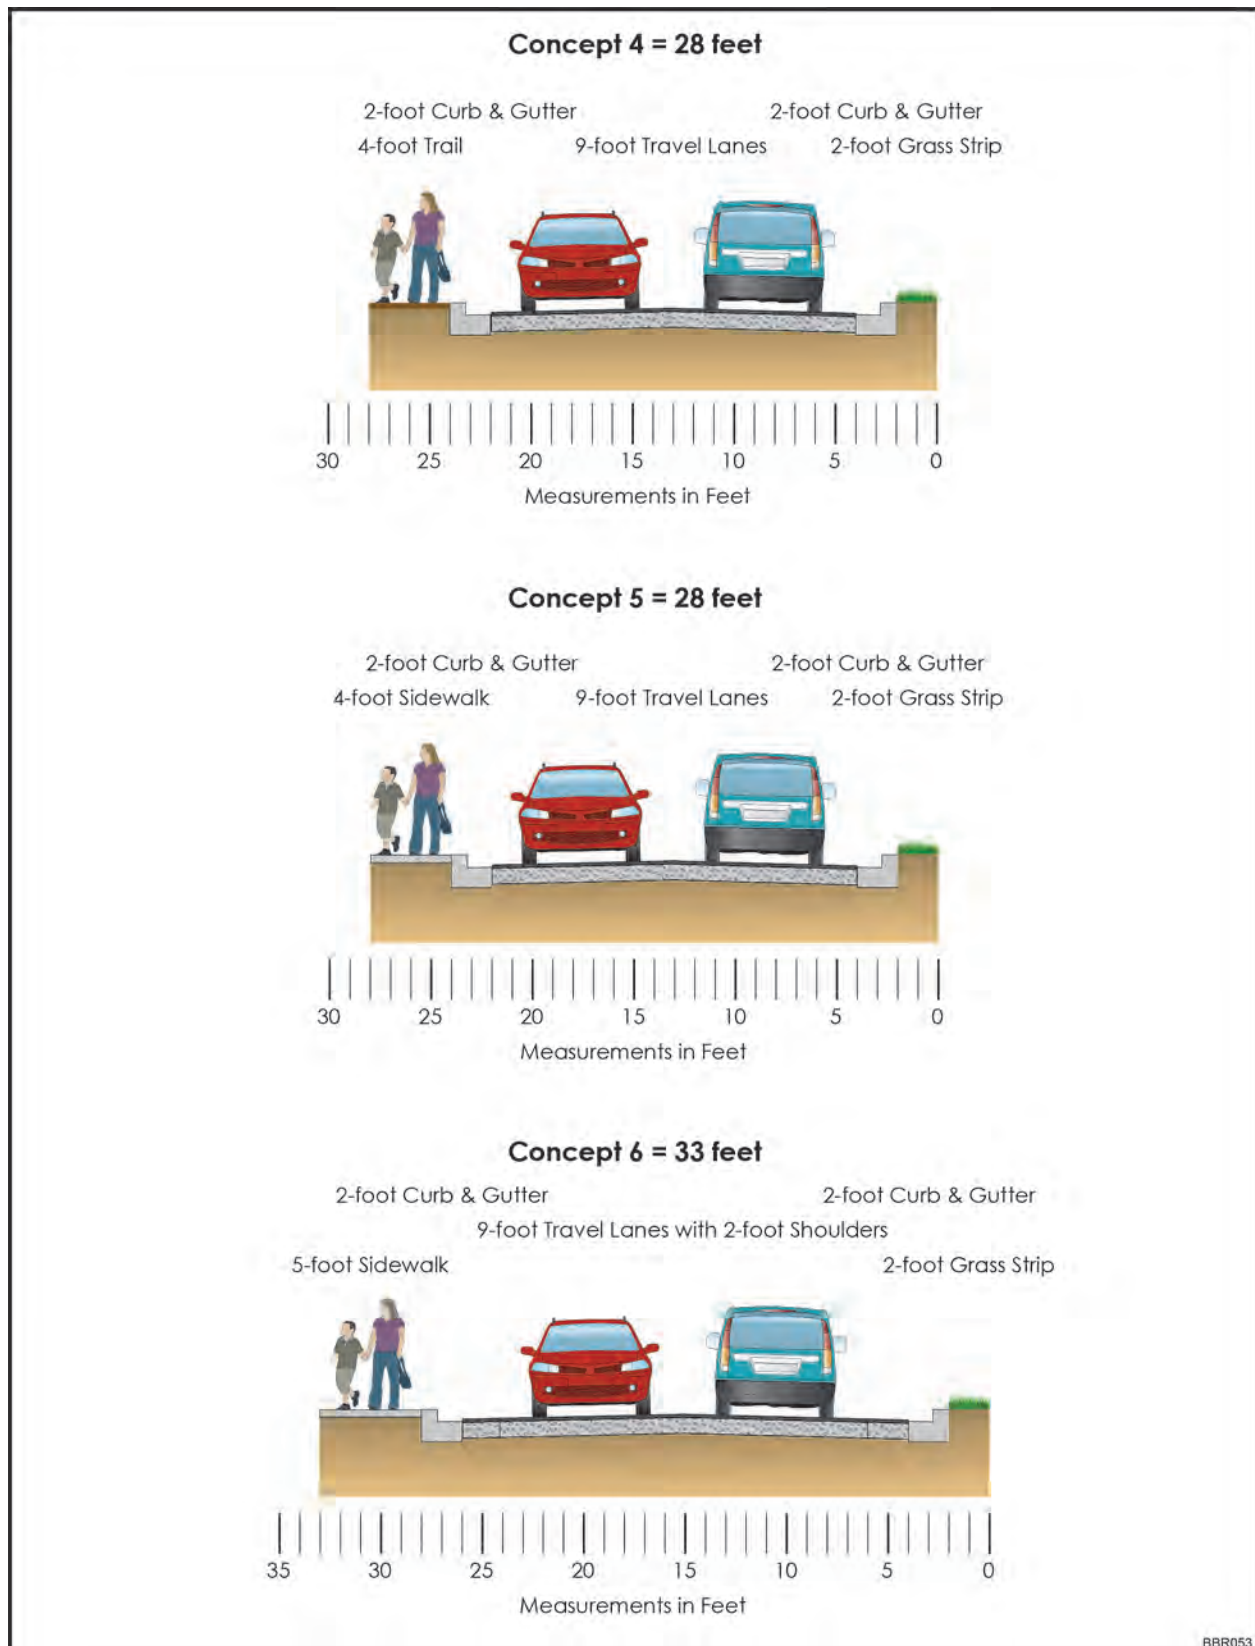 Concept 4 = 28 feet
2-foot Curb & Gutter 2-foot Curb & Gutter
4-foot Trail 9-foot Travel Lanes 2-foot Grass Strip
30 25 20 15 10 5 0
Measurements in Feet
Concept 5 = 28 feet
2-foot Curb & Gutter 2-foot Curb & Gutter
4-foot Sidewalk 9-foot Travel Lanes 2-foot Grass Strip
30 25 20 15 10 5 0
Measurements in Feet
Concept 6 = 33 feet
2-foot Curb & Gutter 2-foot Curb & Gutter
9-foot Travel Lanes with 2-foot Shoulders
5-foot Sidewalk 2-foot Grass Strip
35 30 25 20 15 10 5 0
Measurements in Feet
BBR053